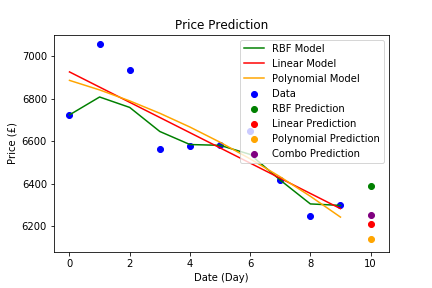 Price Prediction
7000
6800
6600
6400
6200
Price (£)
RBF Model
Linear Model
Polynomial Model
Data
RBF Prediction
Linear Prediction
Polynomial Prediction
Combo Prediction
0
2
4
6
8
10
Date (Day)